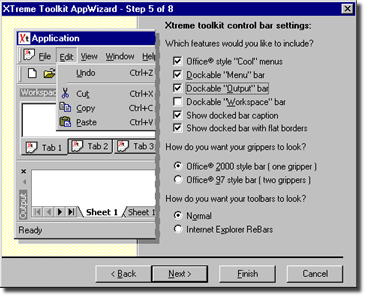 XTreme Toolkit AppWizard - Step 5 of 8
Xt Application
File Edit View Window Help
Undo Ctrl+Z
Cut Ctrl+X
Copy Ctrl+C
Paste Ctrl+V
Workspac
Tab 1 Tab 2 Tab 3
Output
Sheet 1 Sheet 1
Ready
Xtreme toolkit control bar settings:
Which features would you like to include?
Office® style "Cool" menus
Dockable "Menu" bar
Dockable "Output" bar
Dockable "Workspace" bar
Show docked bar caption
Show docked bar with flat borders
How do you want your grippers to look?
Office® 2000 style bar ( one gripper )
Office® 97 style bar ( two grippers )
How do you want your toolbars to look?
Normal
Internet Explorer ReBars
< Back Next > Finish Cancel